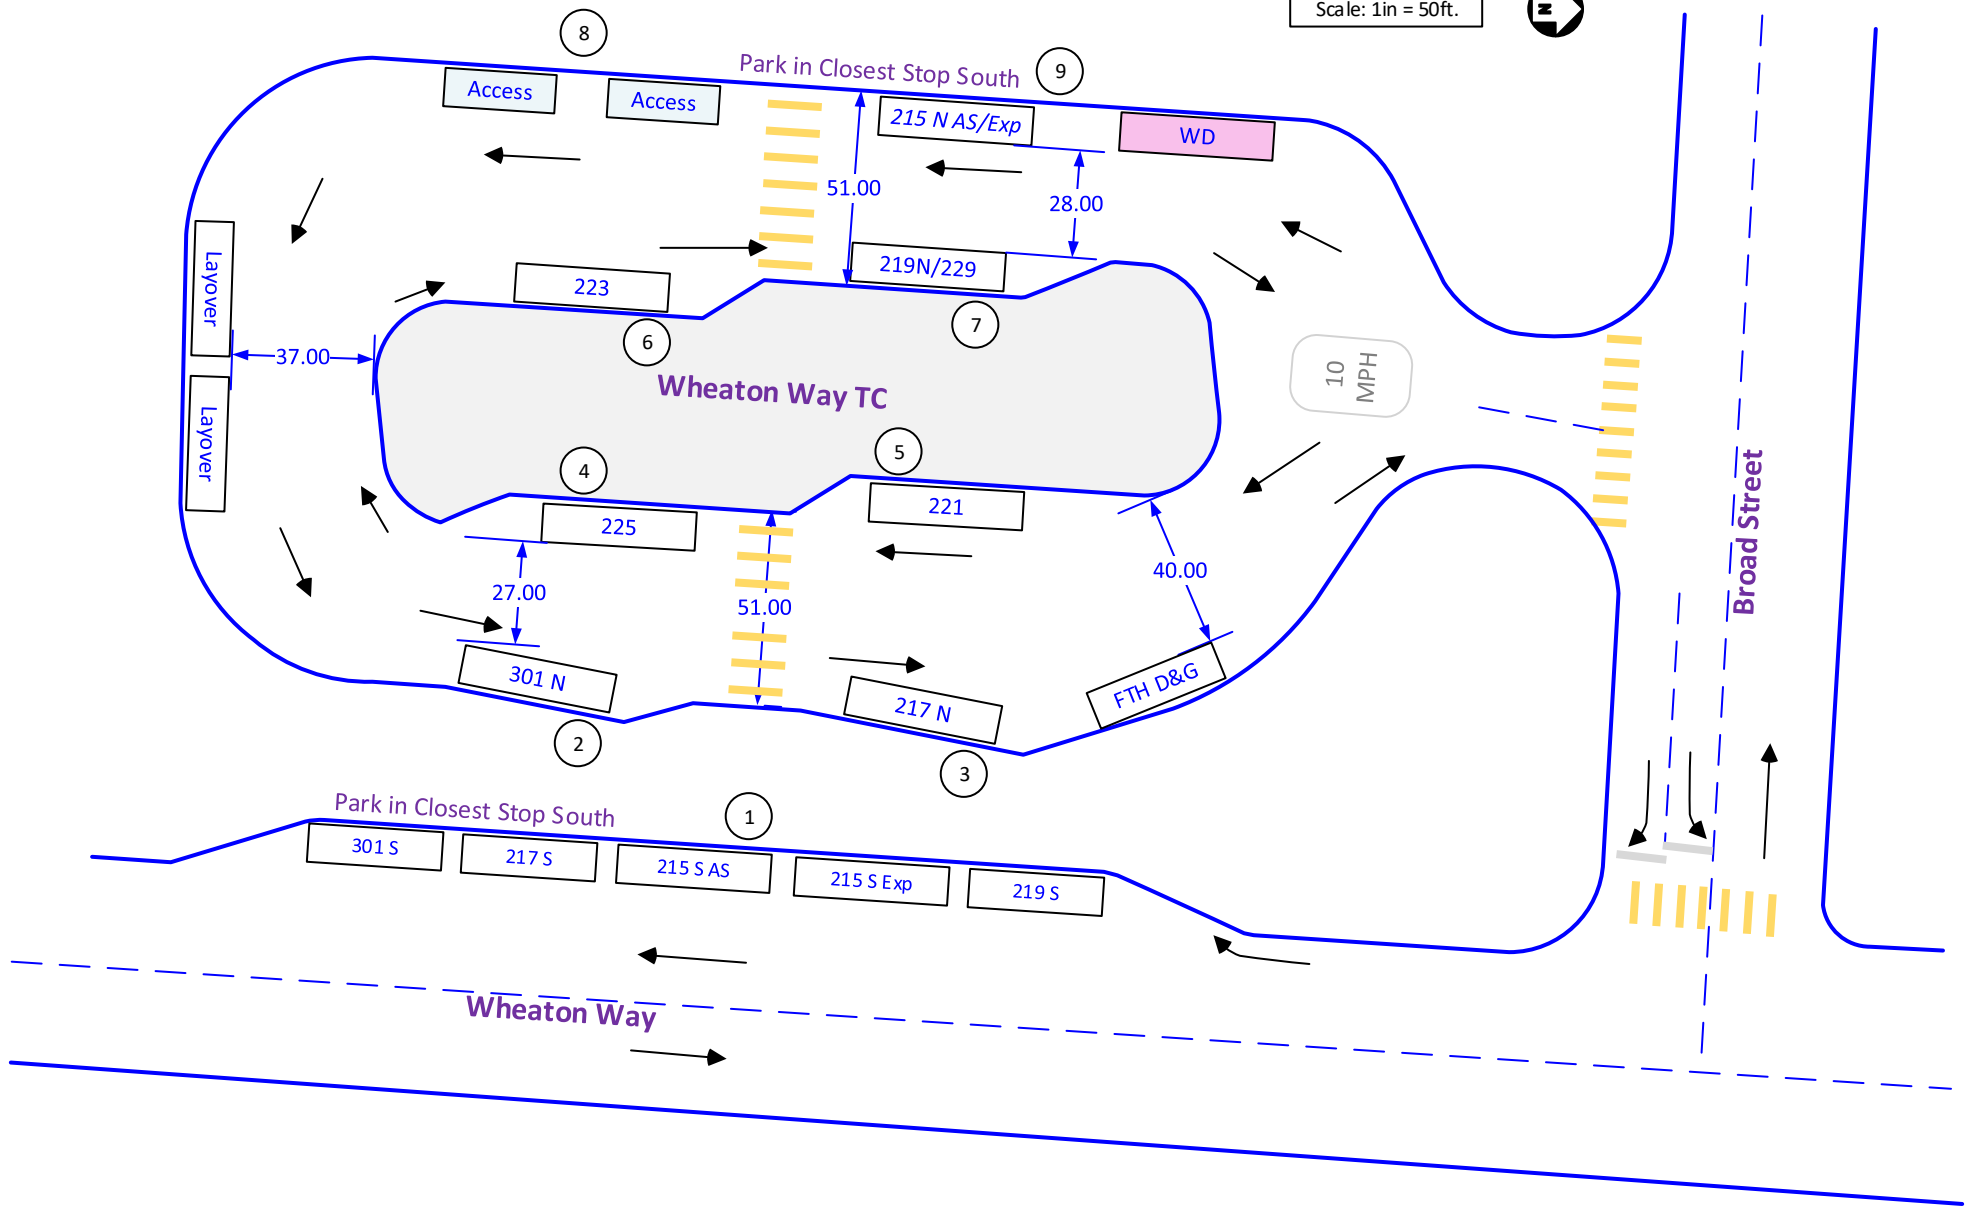 Scale: 1in = 50ft.
N
8
Park in Closest Stop South
9
Access
Access
215 N AS/Exp
WD
51.00
28.00
Layover
223
219N/229
6
7
37.00
Wheaton Way TC
10
MPH
Layover
4
5
225
221
27.00
51.00
40.00
Broad Street
301 N
217 N
FTH D&G
2
3
Park in Closest Stop South
1
301 S
217 S
215 S AS
215 S Exp
219 S
Wheaton Way